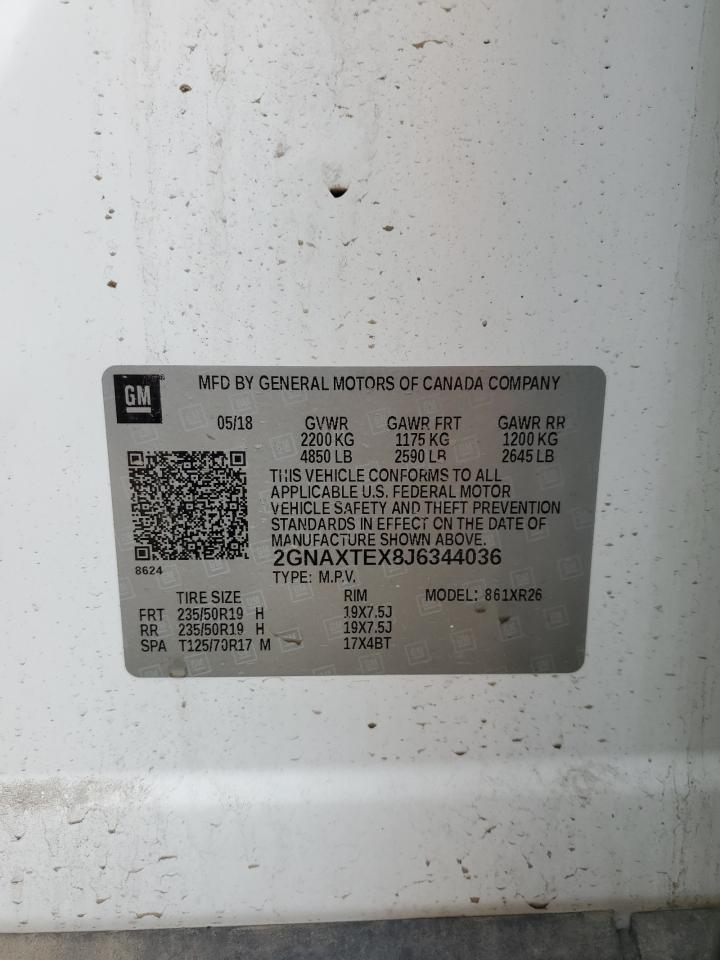 GM
MFD BY GENERAL MOTORS OF CANADA COMPANY
05/18 GVWR GAWR FRT GAWR RR
2200 KG 1175 KG 1200 KG
4850 LB 2590 LB 2645 LB
THIS VEHICLE CONFORMS TO ALL
APPLICABLE U.S. FEDERAL MOTOR
VEHICLE SAFETY AND THEFT PREVENTION
STANDARDS IN EFFECT ON THE DATE OF
MANUFACTURE SHOWN ABOVE.
2GNAXTEX8J6344036
8624
TYPE: M.P.V.
TIRE SIZE RIM MODEL: 861XR26
FRT 235/50R19 H 19X7.5J
RR 235/50R19 H 19X7.5J
SPA T125/70R17 M 17X4BT